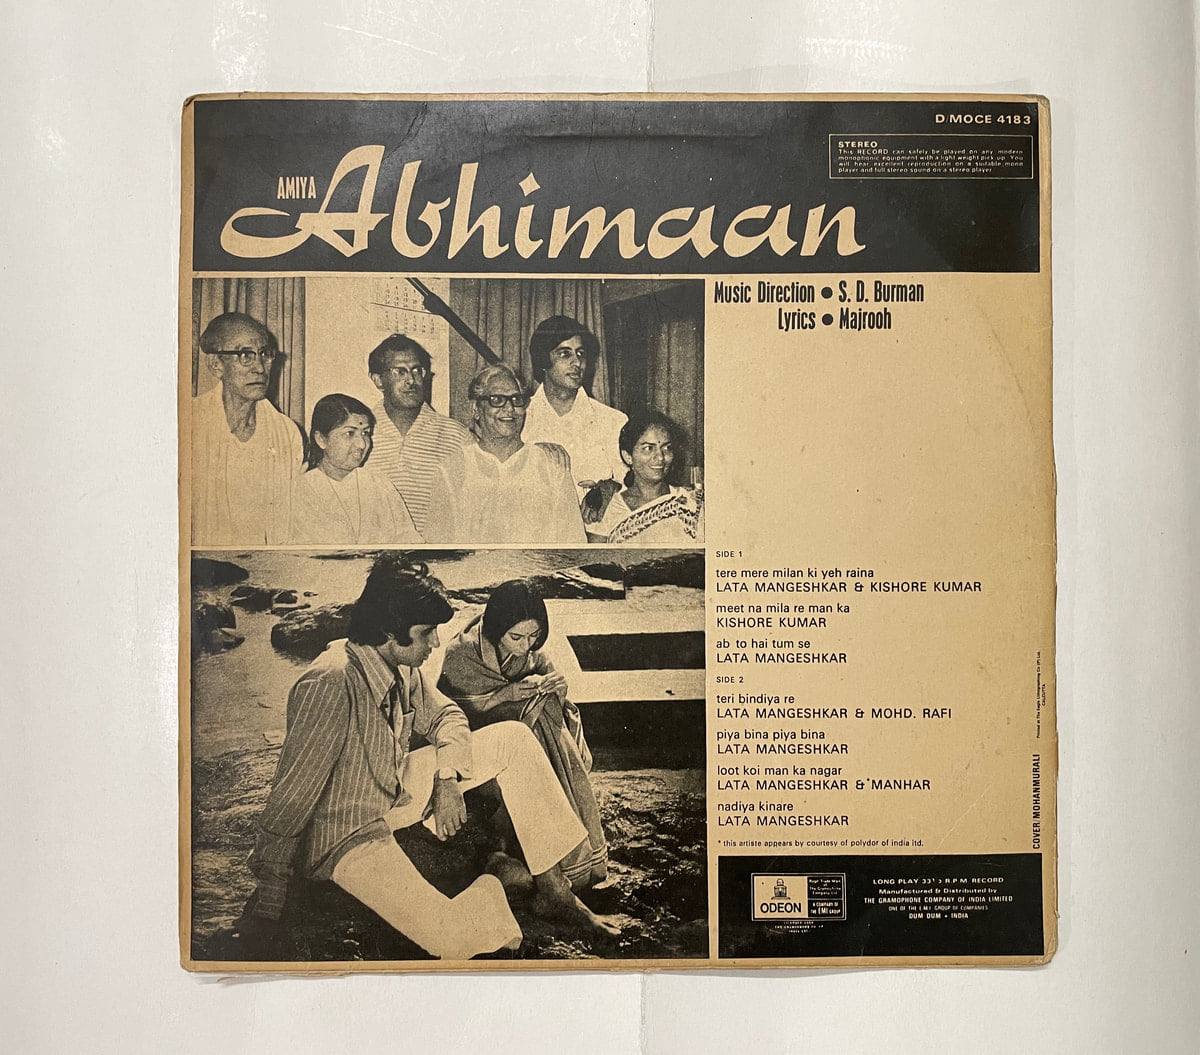 D/MOCE 4183
STEREO
This RECORD can safely be played on any modern
monophonic equipment with a light weight pick-up. You
will hear excellent reproduction on a suitable mono
player and full stereo sound on a stereo player
AMIYA
Abhimaan
Music Direction ● S. D. Burman
Lyrics ● Majrooh
SIDE 1
tere mere milan ki yeh raina
LATA MANGESHKAR & KISHORE KUMAR
meet na mila re man ka
KISHORE KUMAR
ab to hai tum se
LATA MANGESHKAR
SIDE 2
teri bindiya re
LATA MANGESHKAR & MOHD. RAFI
piya bina piya bina
LATA MANGESHKAR
loot koi man ka nagar
LATA MANGESHKAR & *MANHAR
nadiya kinare
LATA MANGESHKAR
*this artiste appears by courtesy of polydor of india ltd.
COVER/MOHANMURALI
CALCUTTA
ODEON
A COMPANY OF
THE EMI GROUP
LONG PLAY 33⅓ R.P.M. RECORD
Manufactured & Distributed by
THE GRAMOPHONE COMPANY OF INDIA LIMITED
ONE OF THE E.M.I. GROUP OF COMPANIES
DUM DUM • INDIA